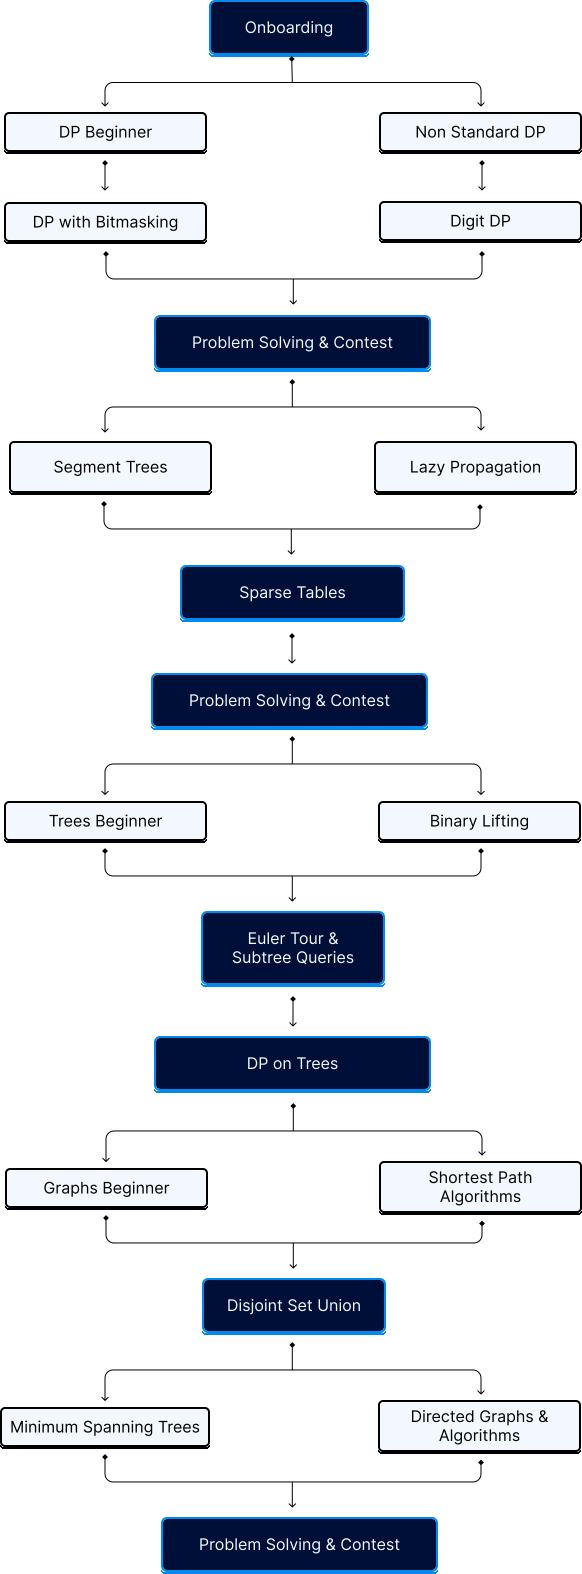 Onboarding
DP Beginner
Non Standard DP
DP with Bitmasking
Digit DP
Problem Solving & Contest
Segment Trees
Lazy Propagation
Sparse Tables
Problem Solving & Contest
Trees Beginner
Binary Lifting
Euler Tour &
Subtree Queries
DP on Trees
Graphs Beginner
Shortest Path
Algorithms
Disjoint Set Union
Minimum Spanning Trees
Directed Graphs &
Algorithms
Problem Solving & Contest